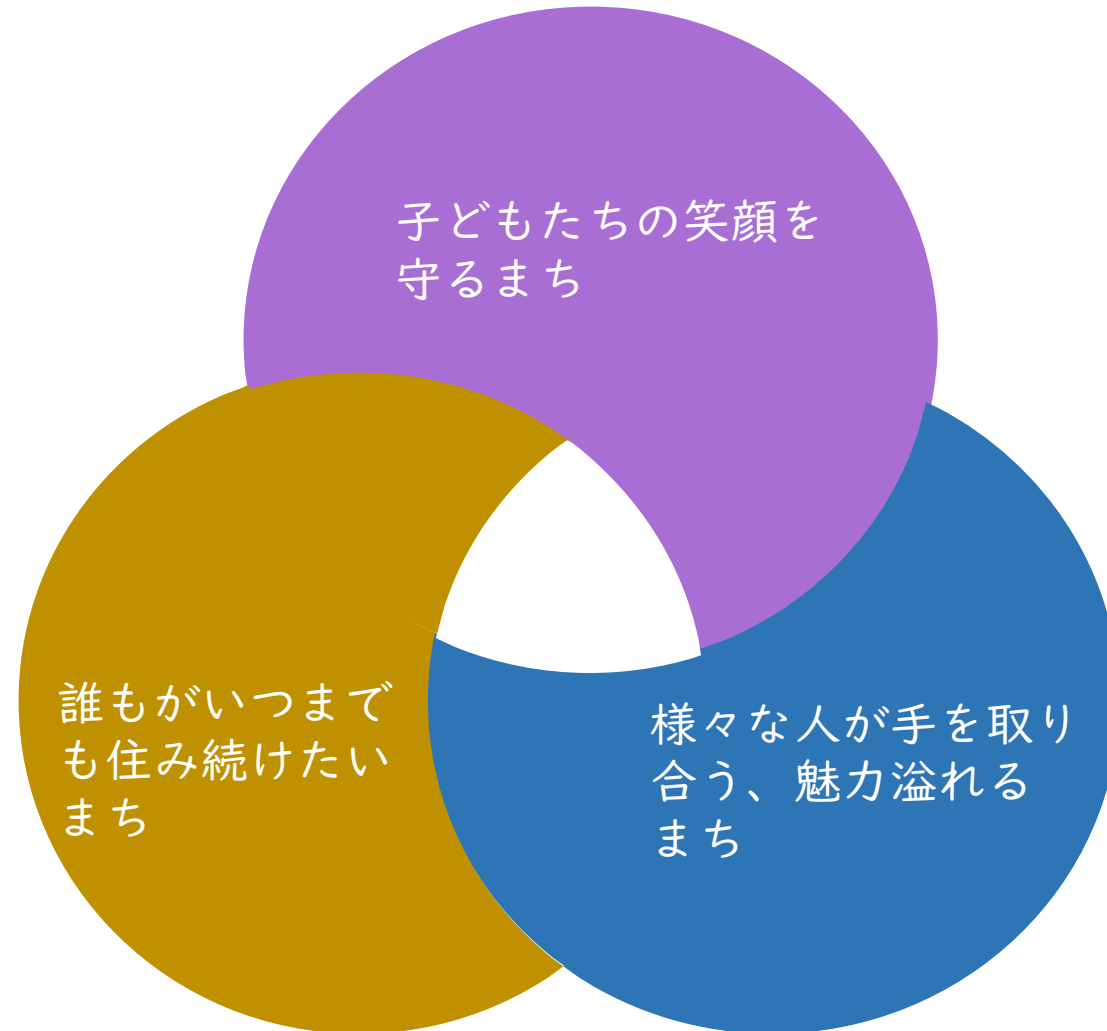 子どもたちの笑顔を
守るまち
誰もがいつまで
も住み続けたい
まち
様々な人が手を取り
合う、魅力溢れる
まち